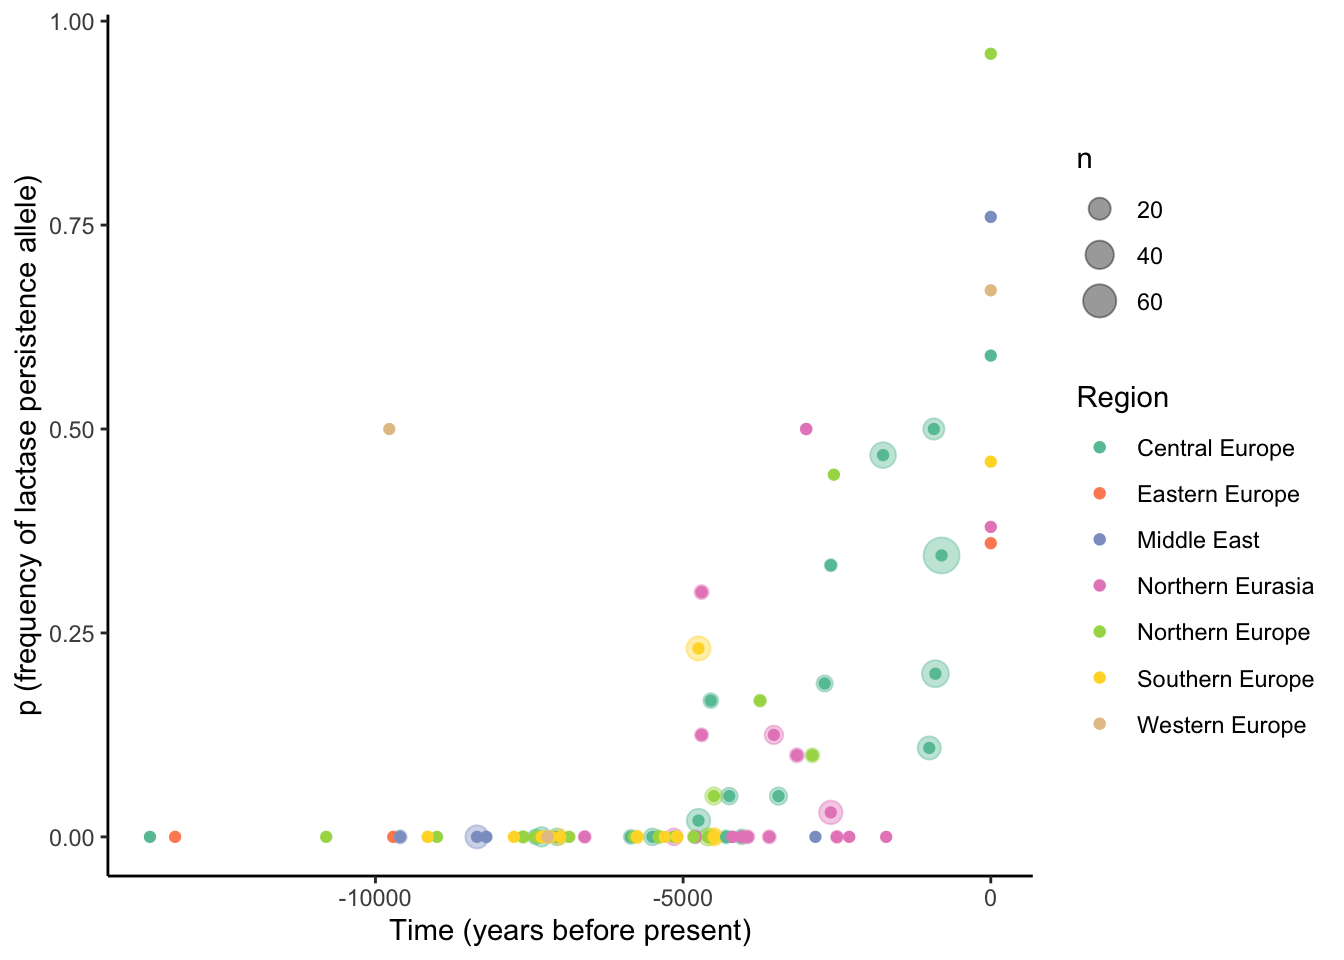 1.00
0.75
0.50
0.25
0.00
p (frequency of lactase persistence allele)
-10000
-5000
0
Time (years before present)
n
20
40
60
Region
Central Europe
Eastern Europe
Middle East
Northern Eurasia
Northern Europe
Southern Europe
Western Europe